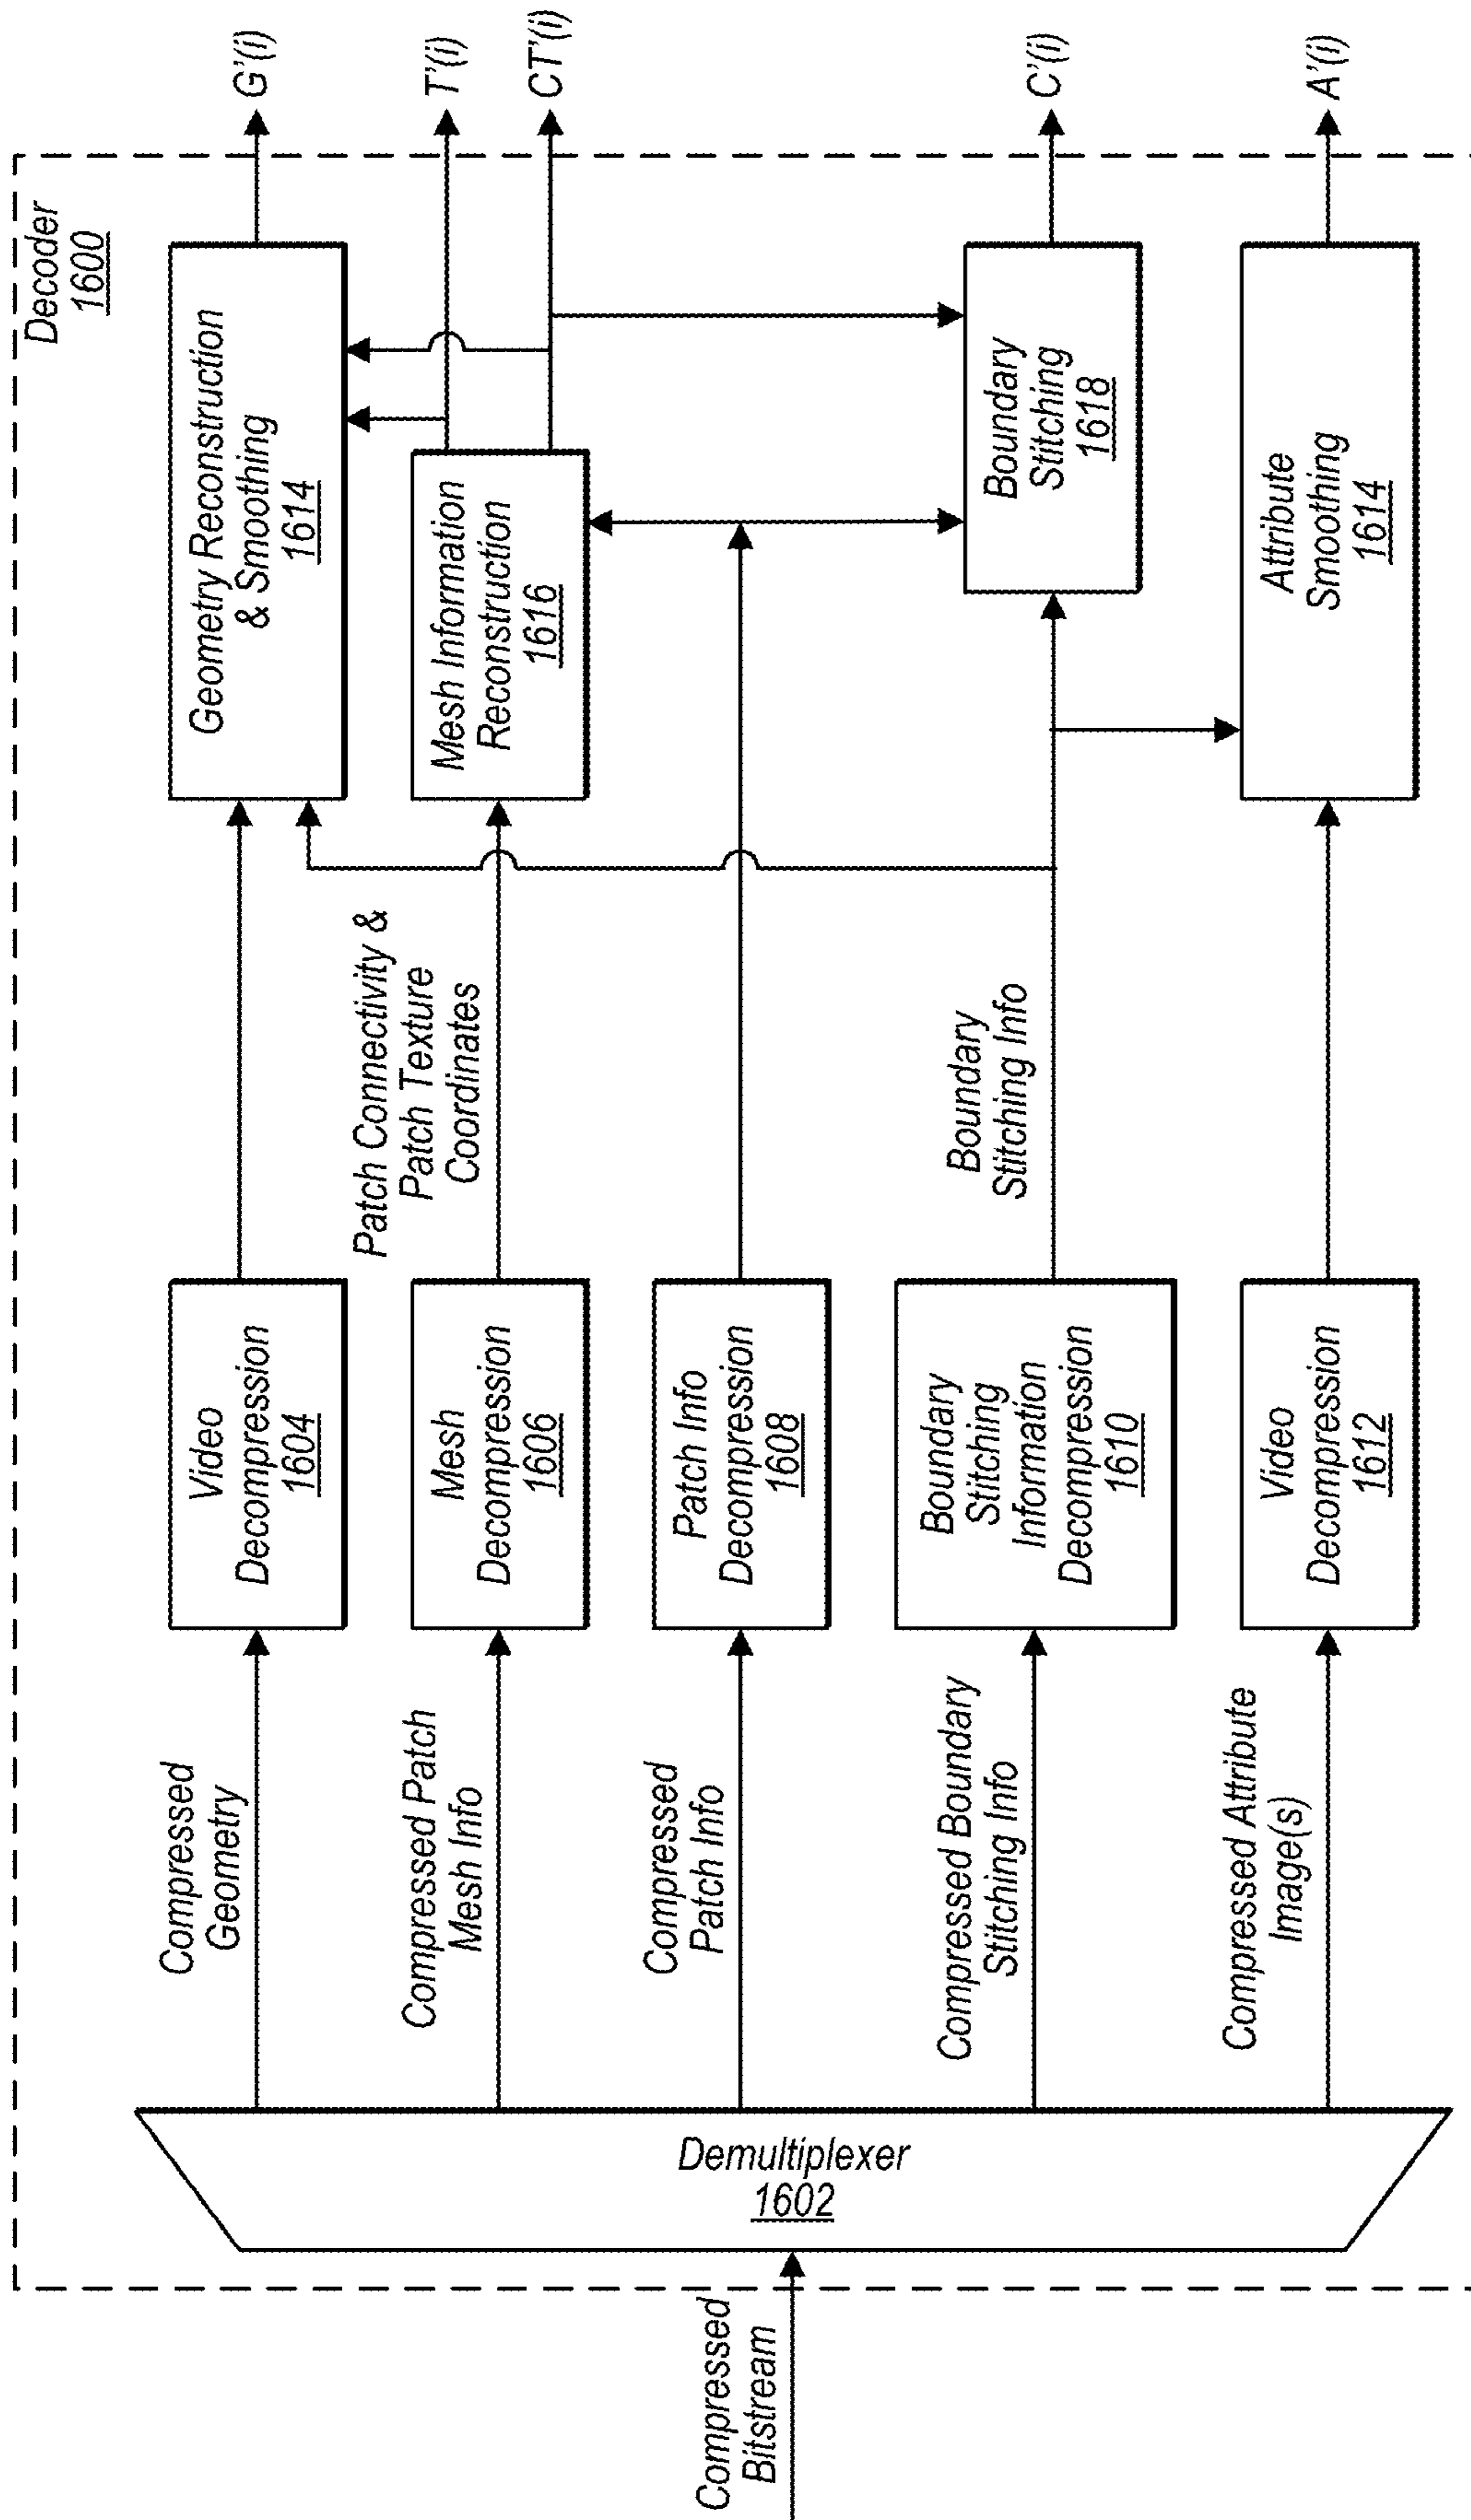 Decoder
1600
Compressed
Bitstream
Demultiplexer
1602
Compressed
Geometry
Compressed Patch
Mesh Info
Compressed
Patch Info
Compressed Boundary
Stitching Info
Compressed Attribute
Image(s)
Video
Decompression
1604
Mesh
Decompression
1606
Patch Info
Decompression
1608
Boundary
Stitching
Information
Decompression
1610
Video
Decompression
1612
Patch Connectivity &
Patch Texture
Coordinates
Boundary
Stitching Info
Geometry Reconstruction
& Smoothing
1614
Mesh Information
Reconstruction
1616
Boundary
Stitching
1618
Attribute
Smoothing
1614
G'(i)
T'(i)
CT'(i)
C'(i)
A'(i)